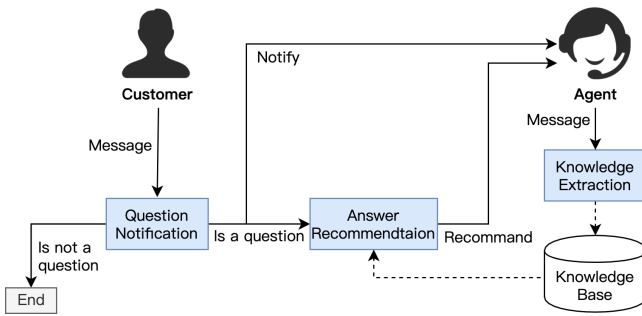 Notify
Customer
Agent
Message
Message
Knowledge
Extraction
Question
Notification
Is a question
Answer
Recommendtaion
Recommand
Is not a
question
Knowledge
Base
End